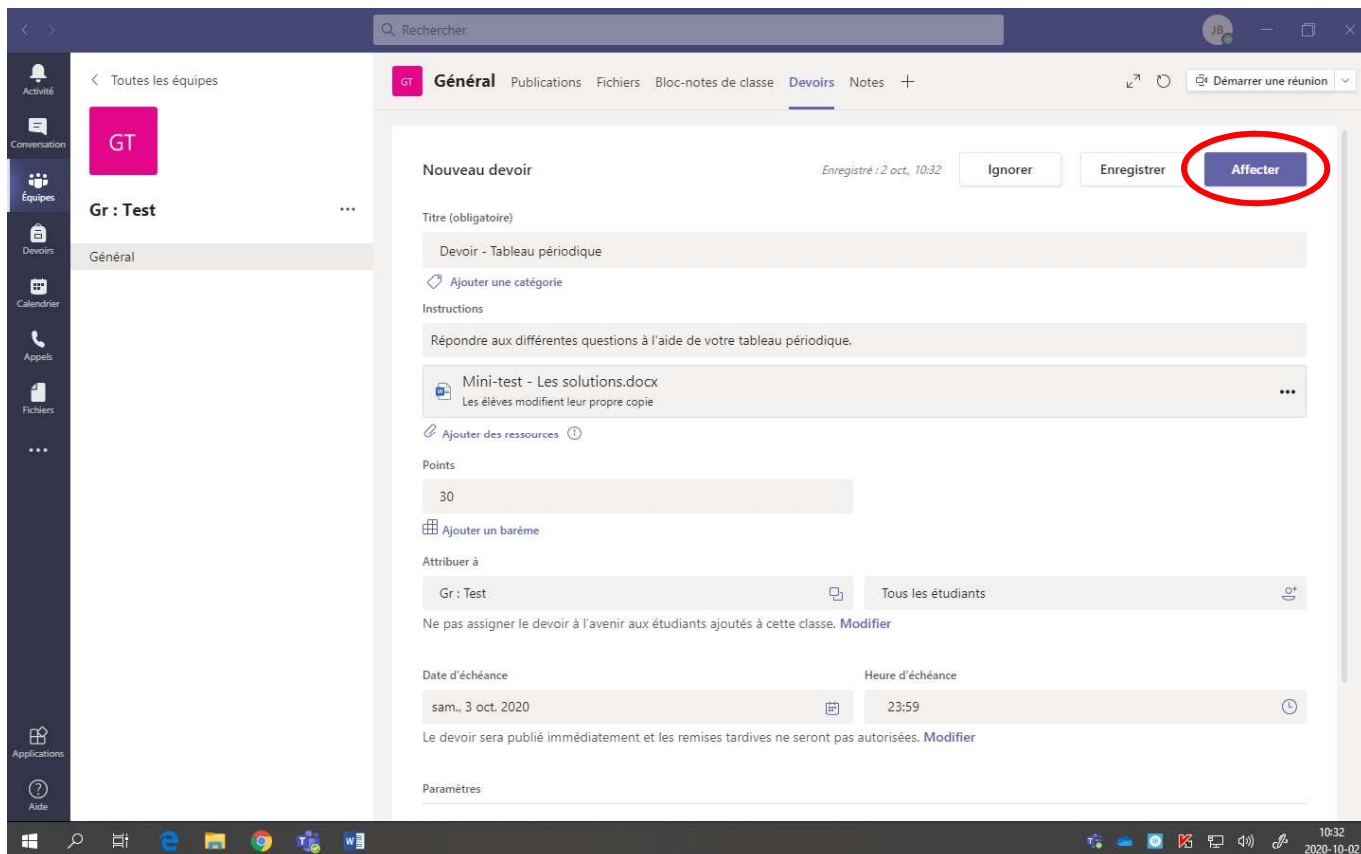 Rechercher
JB
Activité
Conversation
Équipes
Devoirs
Calendrier
Appels
Fichiers
Applications
Aide
Toutes les équipes
GT
Gr : Test
Général
GT Général Publications Fichiers Bloc-notes de classe Devoirs Notes Démarrer une réunion
Nouveau devoir Enregistré : 2 oct., 10:32 Ignorer Enregistrer Affecter
Titre (obligatoire)
Devoir - Tableau périodique
Ajouter une catégorie
Instructions
Répondre aux différentes questions à l'aide de votre tableau périodique.
Mini-test - Les solutions.docx
Les élèves modifient leur propre copie
Ajouter des ressources
Points
30
Ajouter un barème
Attribuer à
Gr : Test Tous les étudiants
Ne pas assigner le devoir à l'avenir aux étudiants ajoutés à cette classe. Modifier
Date d'échéance Heure d'échéance
sam., 3 oct. 2020 23:59
Le devoir sera publié immédiatement et les remises tardives ne seront pas autorisées. Modifier
Paramètres
10:32
2020-10-02